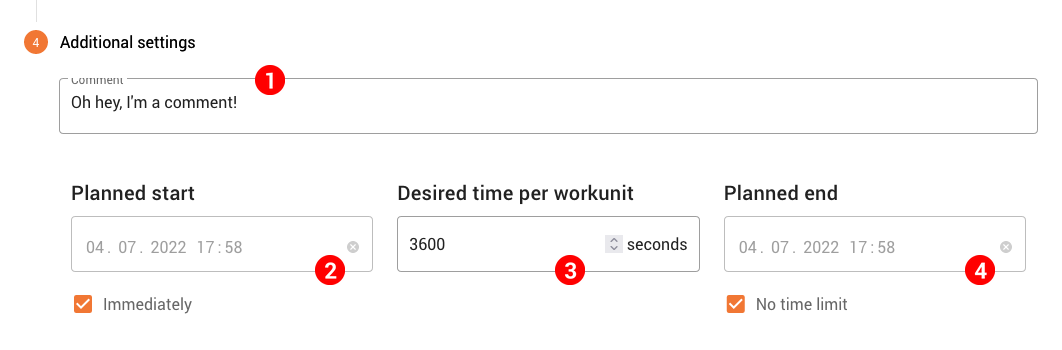 4 Additional settings
Comment 1
Oh hey, I'm a comment!
Planned start Desired time per workunit Planned end
04. 07. 2022 17:58 3600 seconds 04. 07. 2022 17:58
2 3 4
Immediately No time limit